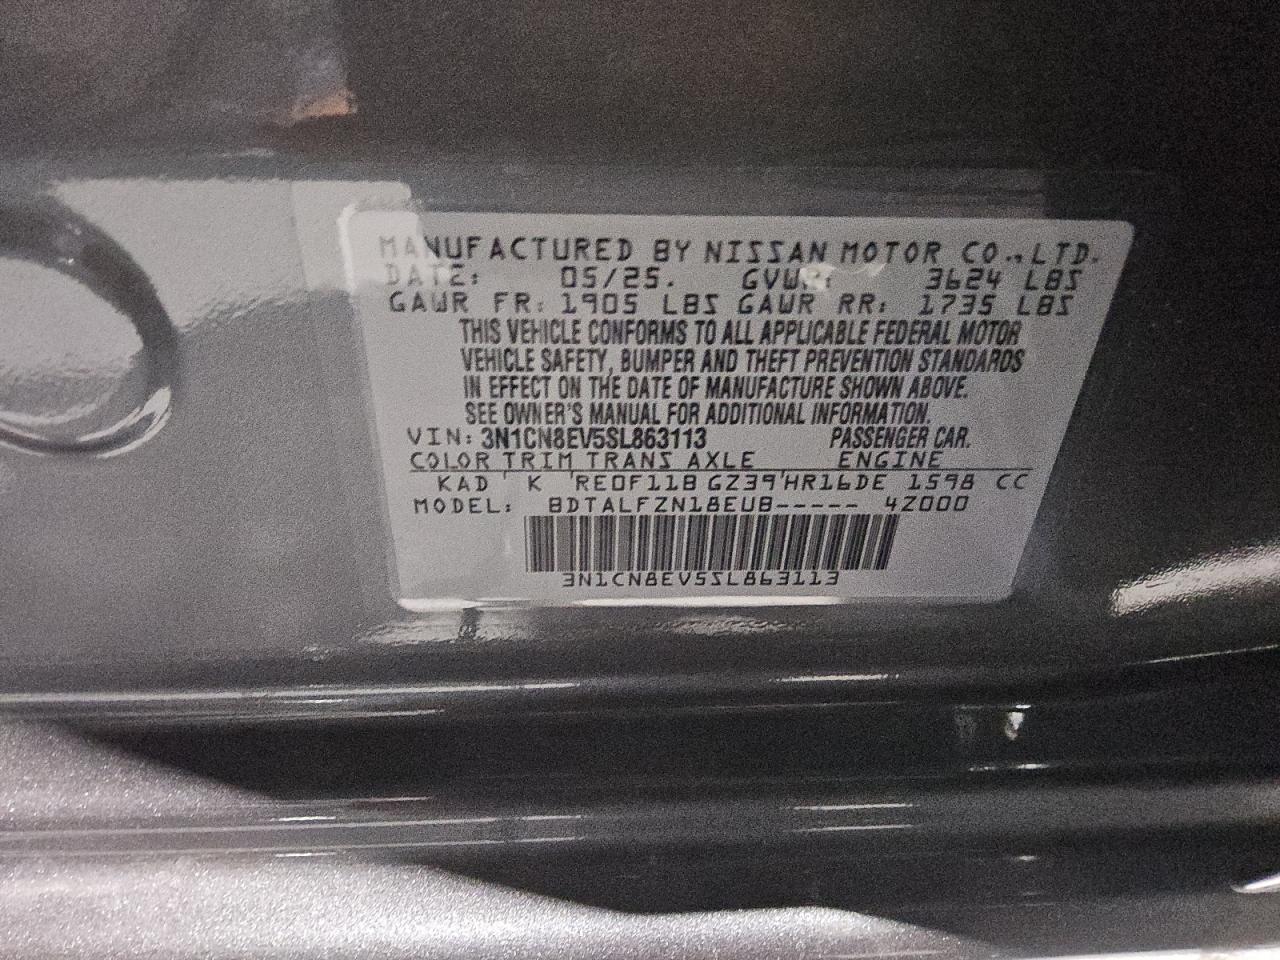 MANUFACTURED BY NISSAN MOTOR CO., LTD.
DATE: 05/25. GVWR: 3624 LBS
GAWR FR: 1905 LBS GAWR RR: 1735 LBS
THIS VEHICLE CONFORMS TO ALL APPLICABLE FEDERAL MOTOR
VEHICLE SAFETY, BUMPER AND THEFT PREVENTION STANDARDS
IN EFFECT ON THE DATE OF MANUFACTURE SHOWN ABOVE.
SEE OWNER'S MANUAL FOR ADDITIONAL INFORMATION.
VIN: 3N1CN8EV5SL863113 PASSENGER CAR.
COLOR TRIM TRANS AXLE ENGINE
KAD K RE0F11B GZ39 HR16DE 1598 CC
MODEL: BDTALFZN18EUB----- 4Z000
3N1CN8EV5SL863113